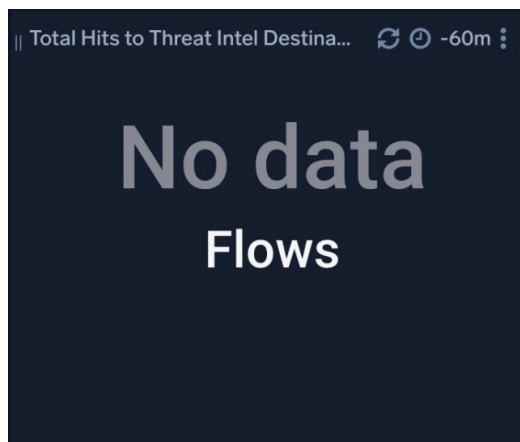 Total Hits to Threat Intel Destina... -60m
No data
Flows